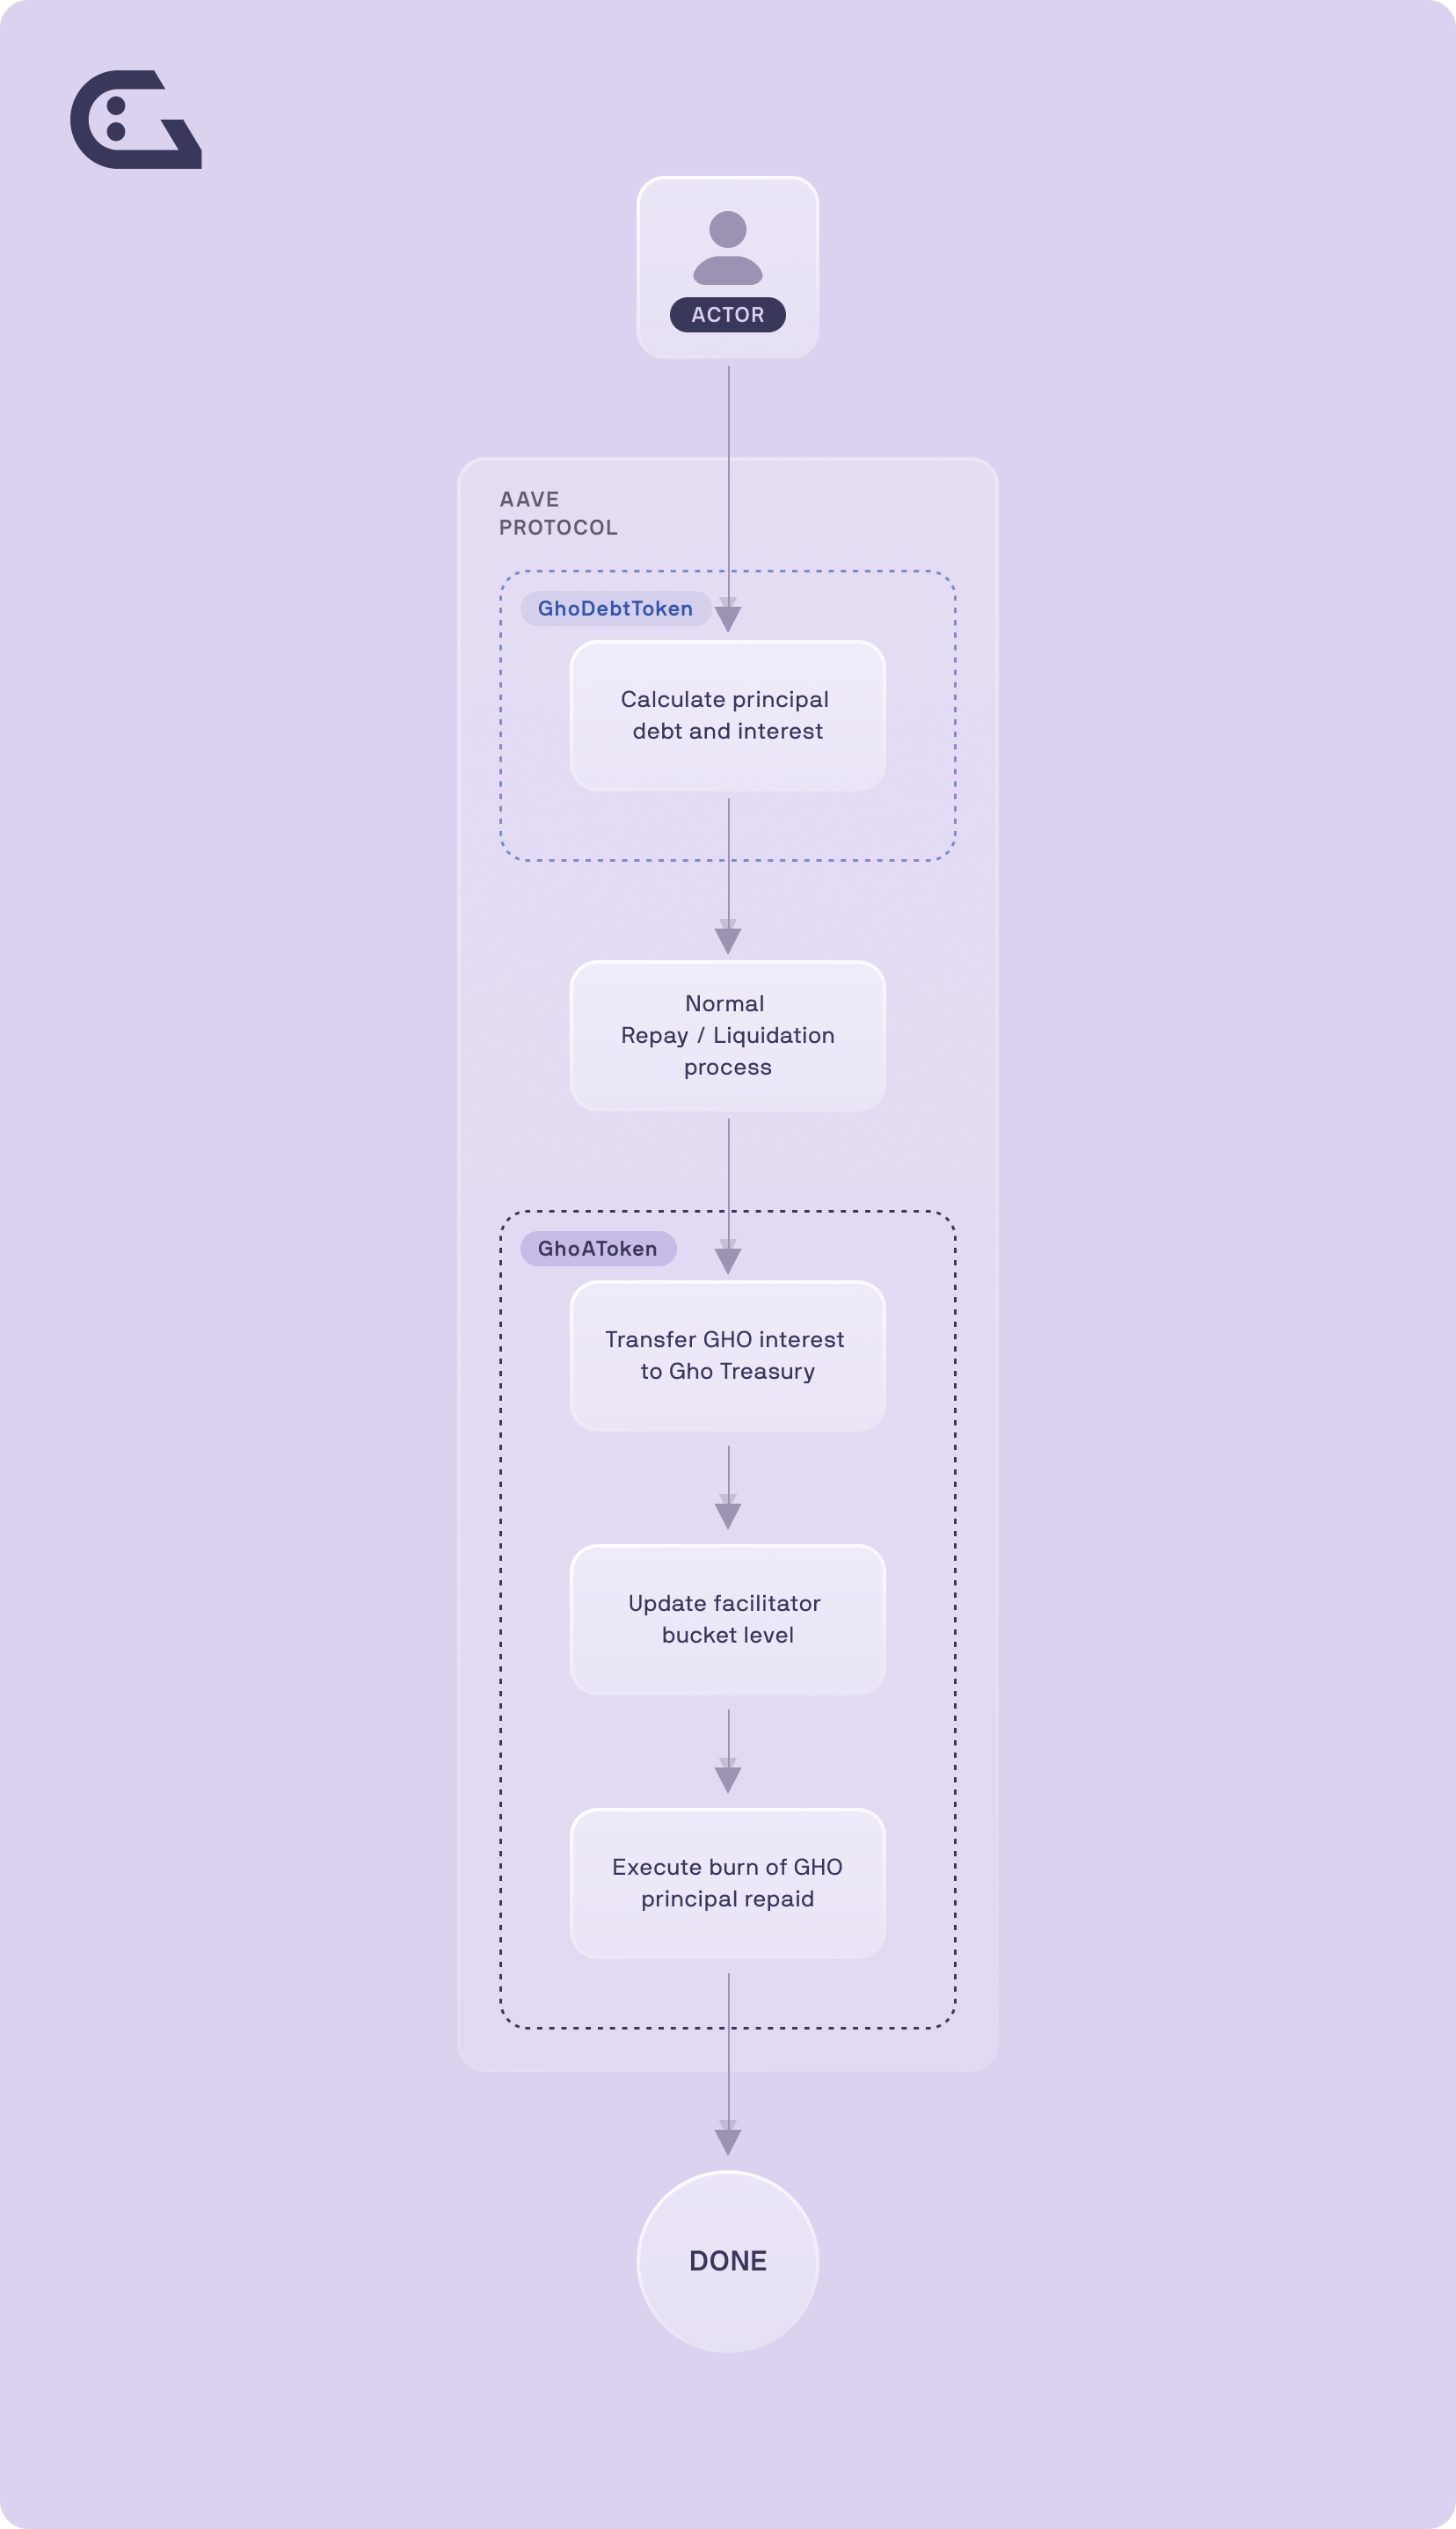 ACTOR
AAVE
PROTOCOL
GhoDebtToken
Calculate principal
debt and interest
Normal
Repay / Liquidation
process
GhoAToken
Transfer GHO interest
to Gho Treasury
Update facilitator
bucket level
Execute burn of GHO
principal repaid
DONE